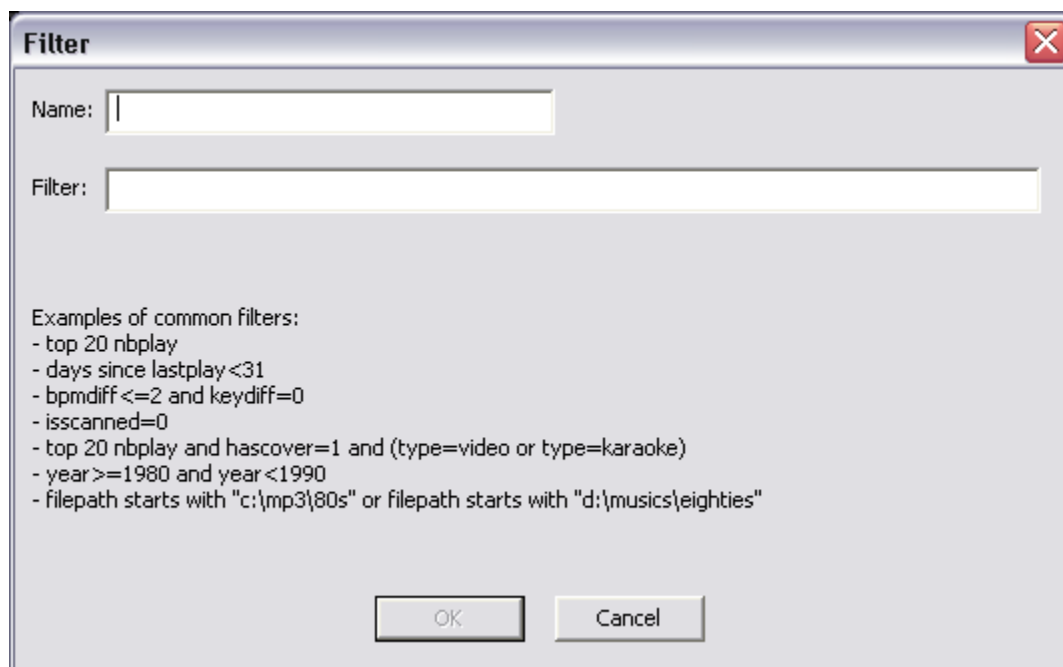 Filter
Name:
Filter:
Examples of common filters:
- top 20 nbplay
- days since lastplay<31
- bpmdiff<=2 and keydiff=0
- isscanned=0
- top 20 nbplay and hascover=1 and (type=video or type=karaoke)
- year>=1980 and year<1990
- filepath starts with "c:\mp3\80s" or filepath starts with "d:\musics\eighties"
OK
Cancel